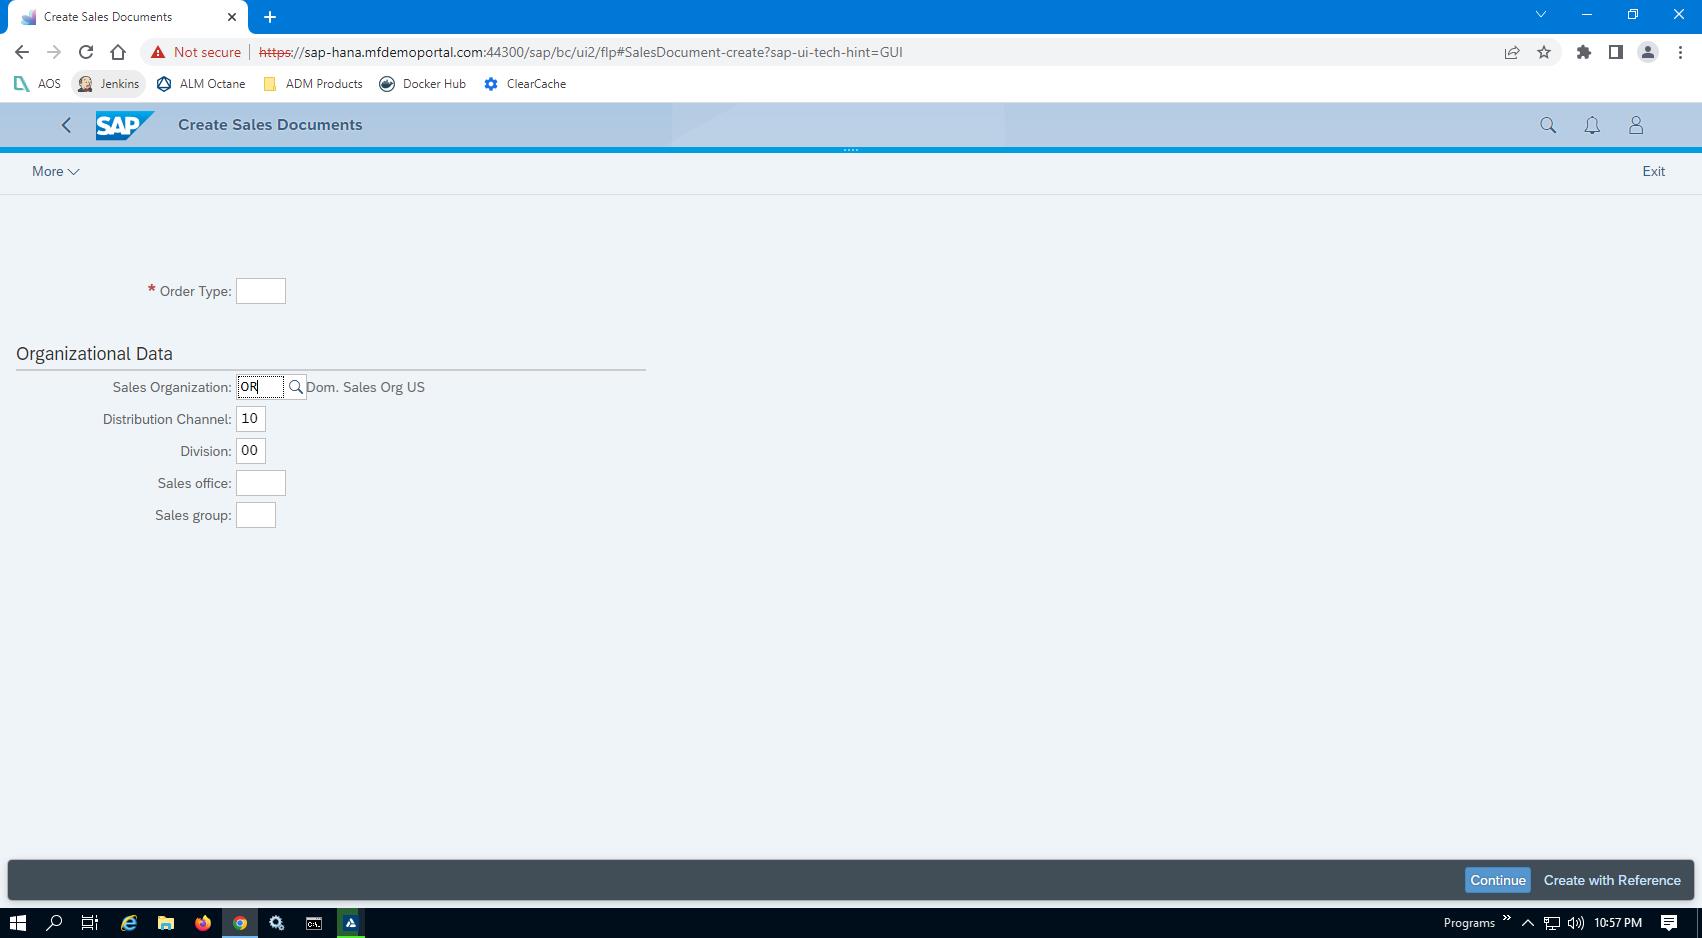 Create Sales Documents
Not secure https://sap-hana.mfdemoportal.com:44300/sap/bc/ui2/flp#SalesDocument-create?sap-ui-tech-hint=GUI
AOS Jenkins ALM Octane ADM Products Docker Hub ClearCache
SAP Create Sales Documents
More Exit
* Order Type:
Organizational Data
Sales Organization: OR Dom. Sales Org US
Distribution Channel: 10
Division: 00
Sales office:
Sales group:
Continue Create with Reference
Programs 10:57 PM